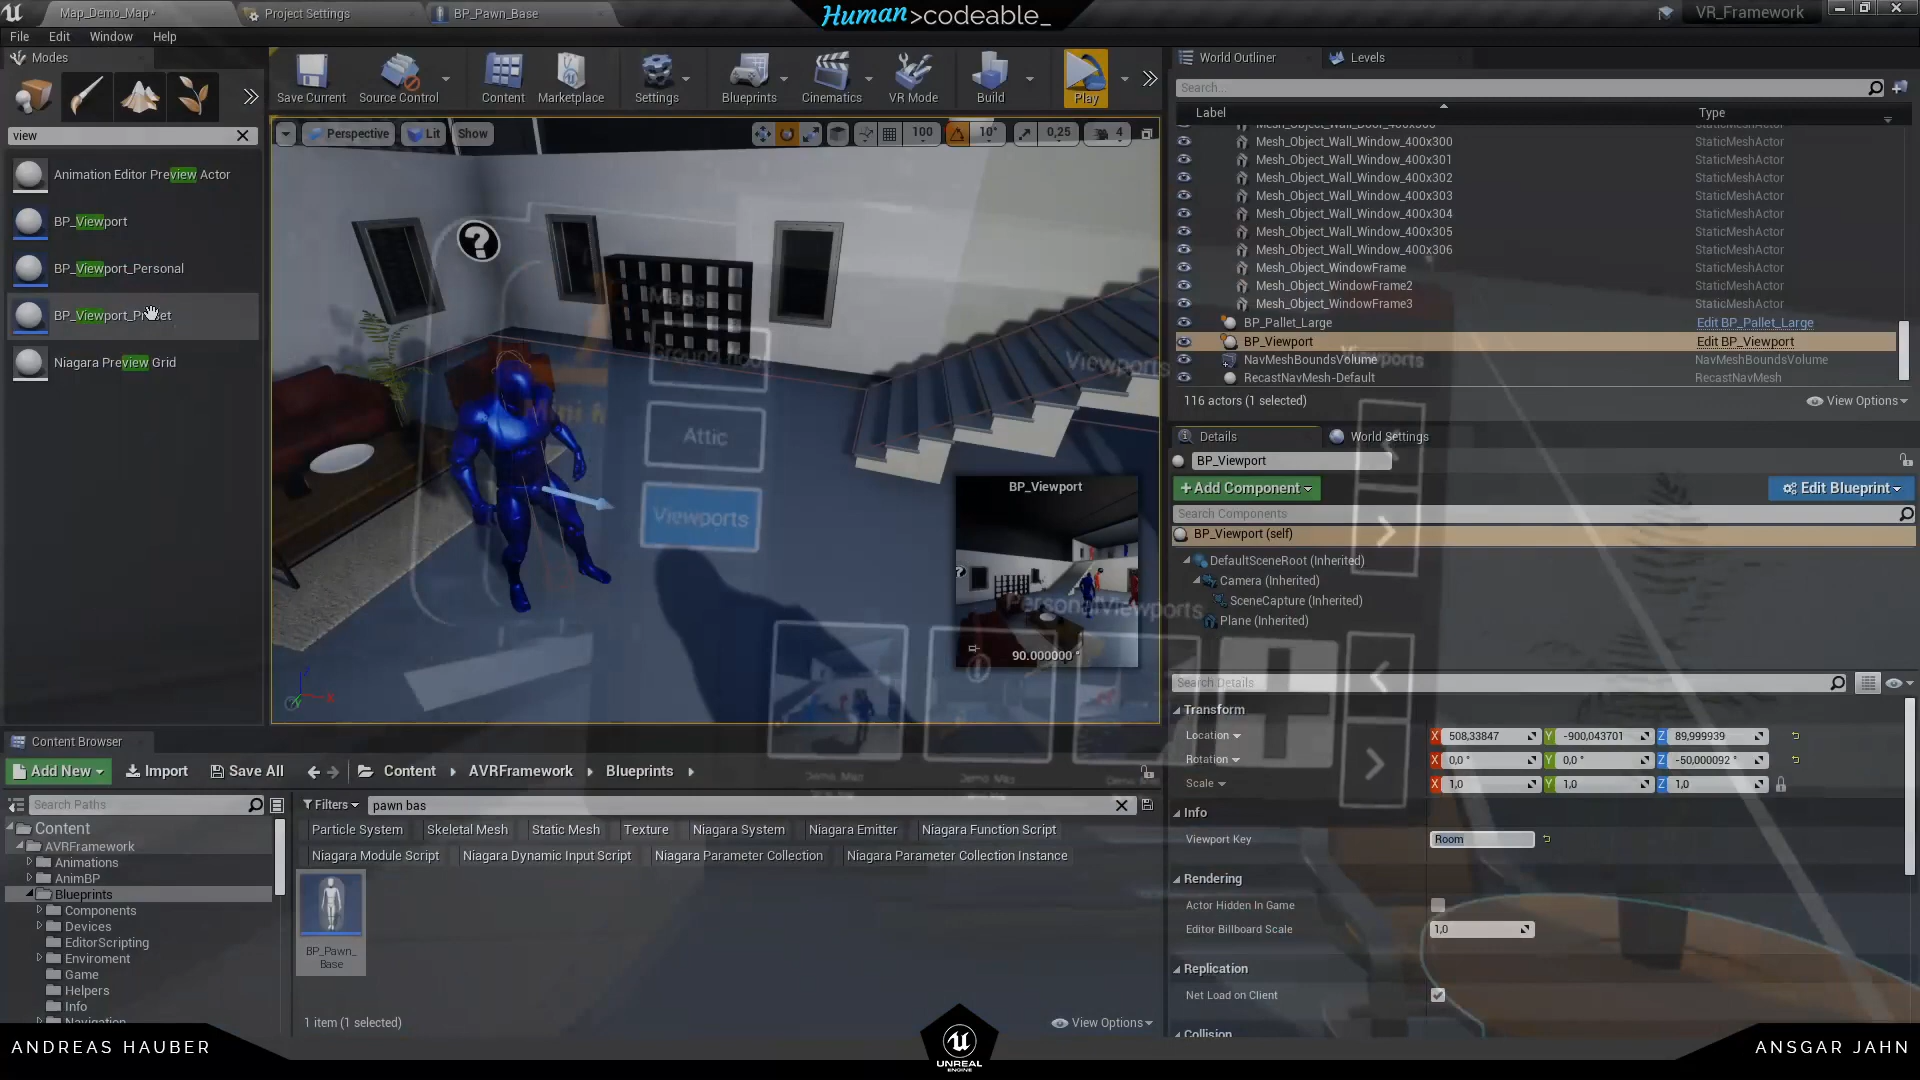 Map_Demo_Map*
Project Settings
BP_Pawn_Base
Human>codeable_
VR_Framework
File Edit Window Help
Modes
view
Animation Editor Preview Actor
BP_Viewport
BP_Viewport_Personal
BP_Viewport_Preset
Niagara Preview Grid
Save Current
Source Control
Content
Marketplace
Settings
Blueprints
Cinematics
VR Mode
Build
Play
Perspective
Lit
Show
100
10°
0,25
4
Maps
Attic
Viewports
Viewports
Viewports
PersonalViewports
BP_Viewport
90.000000 °
World Outliner
Levels
Search...
Label
Type
Mesh_Object_Wall_Door_400x300
Mesh_Object_Wall_Window_400x300 StaticMeshActor
Mesh_Object_Wall_Window_400x301 StaticMeshActor
Mesh_Object_Wall_Window_400x302 StaticMeshActor
Mesh_Object_Wall_Window_400x303 StaticMeshActor
Mesh_Object_Wall_Window_400x304 StaticMeshActor
Mesh_Object_Wall_Window_400x305 StaticMeshActor
Mesh_Object_Wall_Window_400x306 StaticMeshActor
Mesh_Object_WindowFrame StaticMeshActor
Mesh_Object_WindowFrame2 StaticMeshActor
Mesh_Object_WindowFrame3 StaticMeshActor
BP_Pallet_Large Edit BP_Pallet_Large
BP_Viewport Edit BP_Viewport
NavMeshBoundsVolume NavMeshBoundsVolume
RecastNavMesh-Default RecastNavMesh
116 actors (1 selected)
View Options
Details
World Settings
BP_Viewport
+Add Component
Edit Blueprint
Search Components
BP_Viewport (self)
DefaultSceneRoot (Inherited)
Camera (Inherited)
SceneCapture (Inherited)
Plane (Inherited)
Search Details
Transform
Location X 508,33847 Y -900,043701 Z 89,999939
Rotation X 0,0 ° Y 0,0 ° Z -50,000092 °
Scale X 1,0 Y 1,0 Z 1,0
Info
Viewport Key Room
Rendering
Actor Hidden In Game
Editor Billboard Scale 1,0
Replication
Net Load on Client
Collision
Content Browser
Add New
Import
Save All
Content
AVRFramework
Blueprints
Search Paths
Filters
pawn bas
Content
AVRFramework
Animations
AnimBP
Blueprints
Components
Devices
EditorScripting
Enviroment
Game
Helpers
Info
Navigation
Particle System
Skeletal Mesh
Static Mesh
Texture
Niagara System
Niagara Emitter
Niagara Function Script
Niagara Module Script
Niagara Dynamic Input Script
Niagara Parameter Collection
Niagara Parameter Collection Instance
BP_Pawn_
Base
1 item (1 selected)
View Options
ANDREAS HAUBER
UNREAL
ENGINE
ANSGAR JAHN